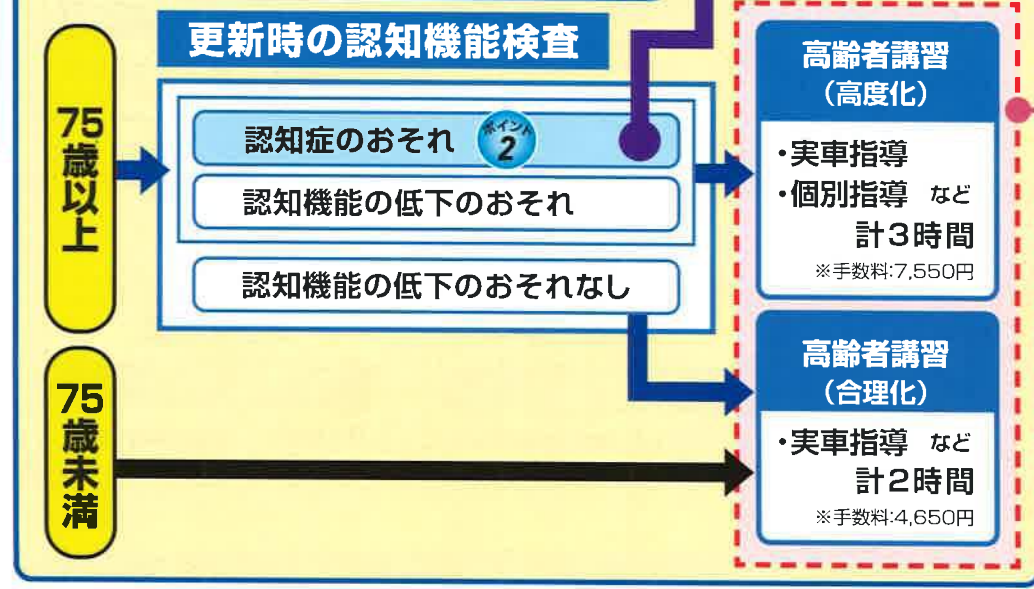 更新時の認知機能検査
75歳以上
認知症のおそれ
ポイント
2
認知機能の低下のおそれ
認知機能の低下のおそれなし
高齢者講習
(高度化)
・実車指導
・個別指導 など
計3時間
※手数料:7,550円
75歳未満
高齢者講習
(合理化)
・実車指導 など
計2時間
※手数料:4,650円